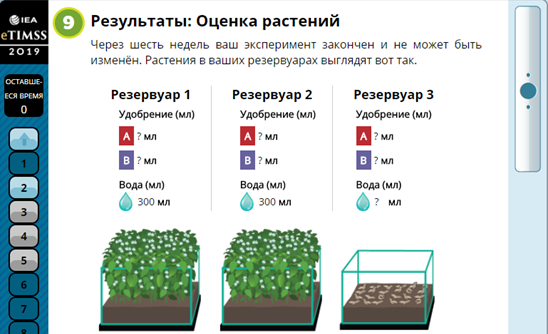 IEA
eTIMSS
2019
ОСТАВШЕ-
ЕСЯ ВРЕМЯ
0
1
2
3
4
5
6
7
8
9 Результаты: Оценка растений
Через шесть недель ваш эксперимент закончен и не может быть
изменён. Растения в ваших резервуарах выглядят вот так.
Резервуар 1 Резервуар 2 Резервуар 3
Удобрение (мл) Удобрение (мл) Удобрение (мл)
A ? мл A ? мл A ? мл
B ? мл B ? мл B ? мл
Вода (мл) Вода (мл) Вода (мл)
300 мл 300 мл ? мл